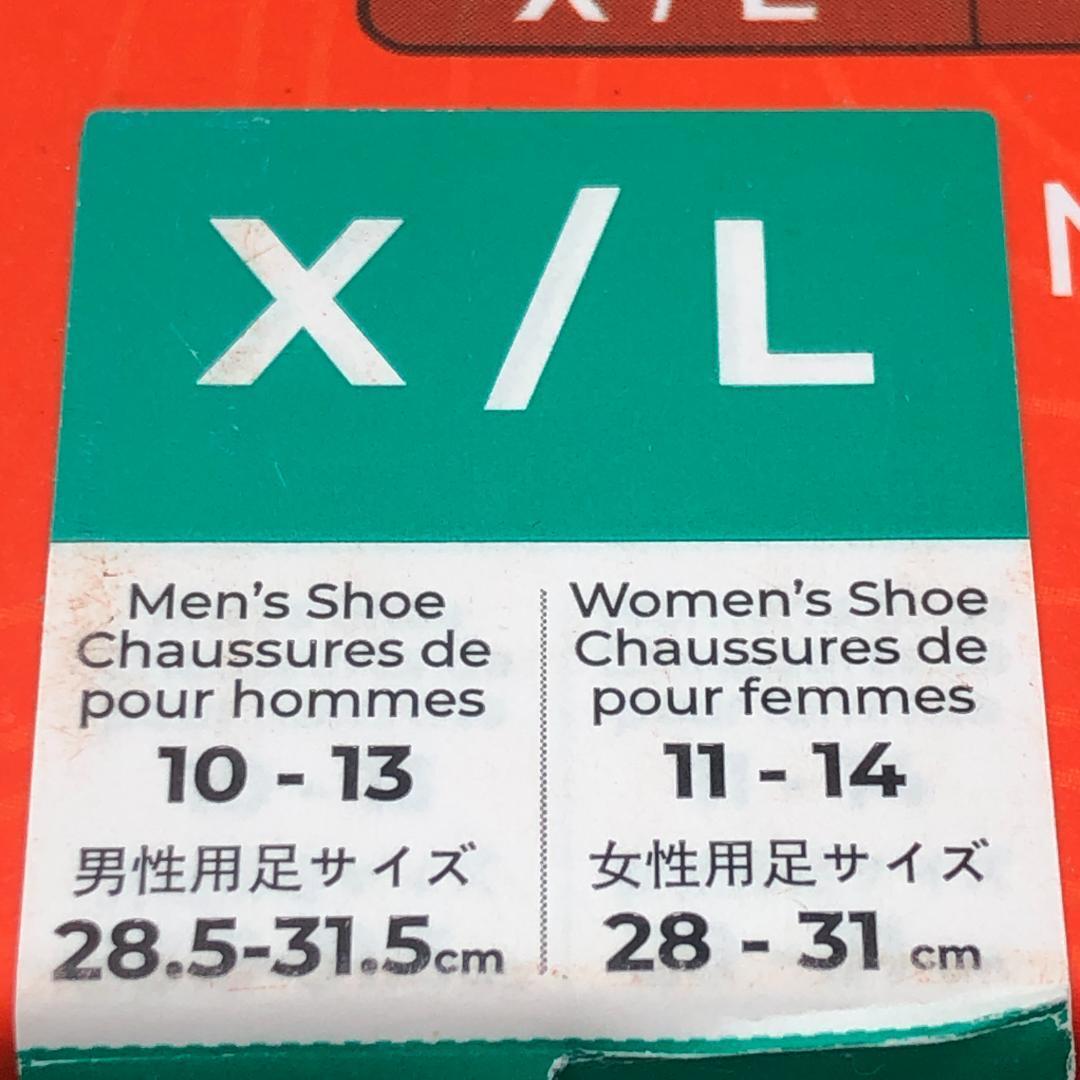 X / L
X / L
Men's Shoe
Chaussures de
pour hommes
10 - 13
男性用足サイズ
28.5-31.5cm
Women's Shoe
Chaussures de
pour femmes
11 - 14
女性用足サイズ
28 - 31 cm